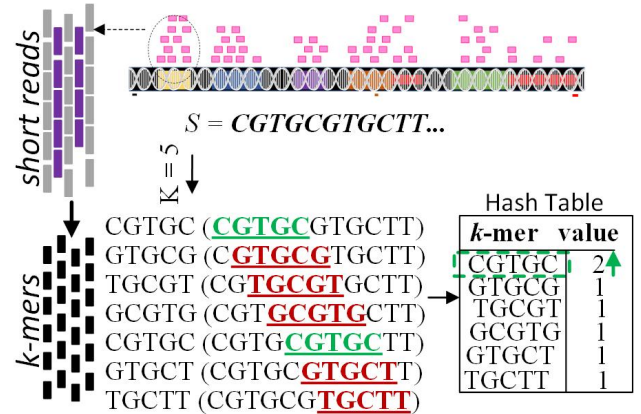 short reads
S = CGTGCGTGCTT...
K = 5
k-mers
CGTGC (CGTGCGTGCTT)
GTGCG (CGTGCGTGCTT)
TGCGT (CGTGCGTGCTT)
GCGTG (CGTGCGTGCTT)
CGTGC (CGTGCGTGCTT)
GTGCT (CGTGCGTGCTT)
TGCTT (CGTGCGTGCTT)
Hash Table
k-mer value
CGTGC 2
GTGCG 1
TGCGT 1
GCGTG 1
GTGCT 1
TGCTT 1